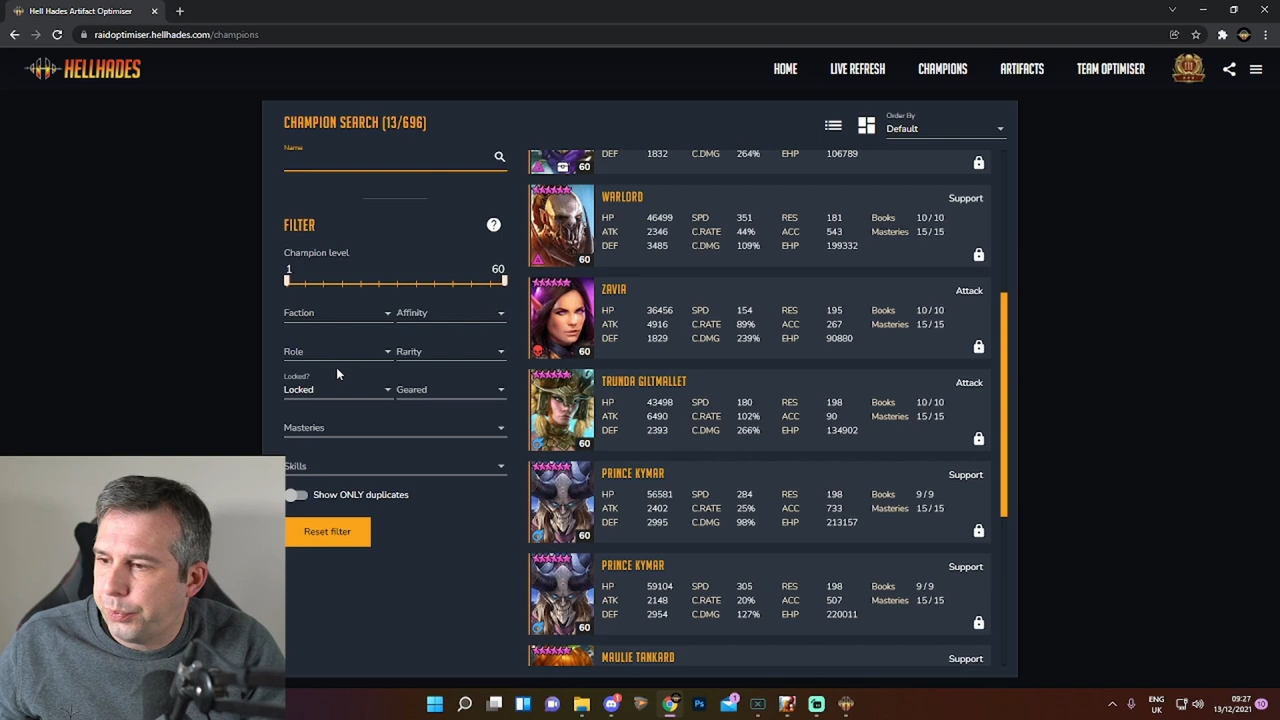 Hell Hades Artifact Optimiser
raidoptimiser.hellhades.com/champions
HELLHADES
HOME
LIVE REFRESH
CHAMPIONS
ARTIFACTS
TEAM OPTIMISER
CHAMPION SEARCH (13/696)
Order By
Default
Name
FILTER
?
Champion level
1
60
Faction
Affinity
Role
Rarity
Locked?
Locked
Geared
Masteries
Skills
Show ONLY duplicates
Reset filter
DEF 1832 C.DMG 264% EHP 106789
60
WARLORD
Support
HP 46499 SPD 351 RES 181 Books 10 / 10
ATK 2346 C.RATE 44% ACC 543 Masteries 15 / 15
DEF 3485 C.DMG 109% EHP 199332
60
ZAVIA
Attack
HP 36456 SPD 154 RES 195 Books 10 / 10
ATK 4916 C.RATE 89% ACC 267 Masteries 15 / 15
DEF 1829 C.DMG 239% EHP 90880
60
TRUNDA GILTMALLET
Attack
HP 43498 SPD 180 RES 198 Books 10 / 10
ATK 6490 C.RATE 102% ACC 90 Masteries 15 / 15
DEF 2393 C.DMG 266% EHP 134902
60
PRINCE KYMAR
Support
HP 56581 SPD 284 RES 198 Books 9 / 9
ATK 2402 C.RATE 25% ACC 733 Masteries 15 / 15
DEF 2995 C.DMG 98% EHP 213157
60
PRINCE KYMAR
Support
HP 59104 SPD 305 RES 198 Books 9 / 9
ATK 2148 C.RATE 20% ACC 507 Masteries 15 / 15
DEF 2954 C.DMG 127% EHP 220011
60
MAULIE TANKARD
Support
ENG
UK
09:27
13/12/2021